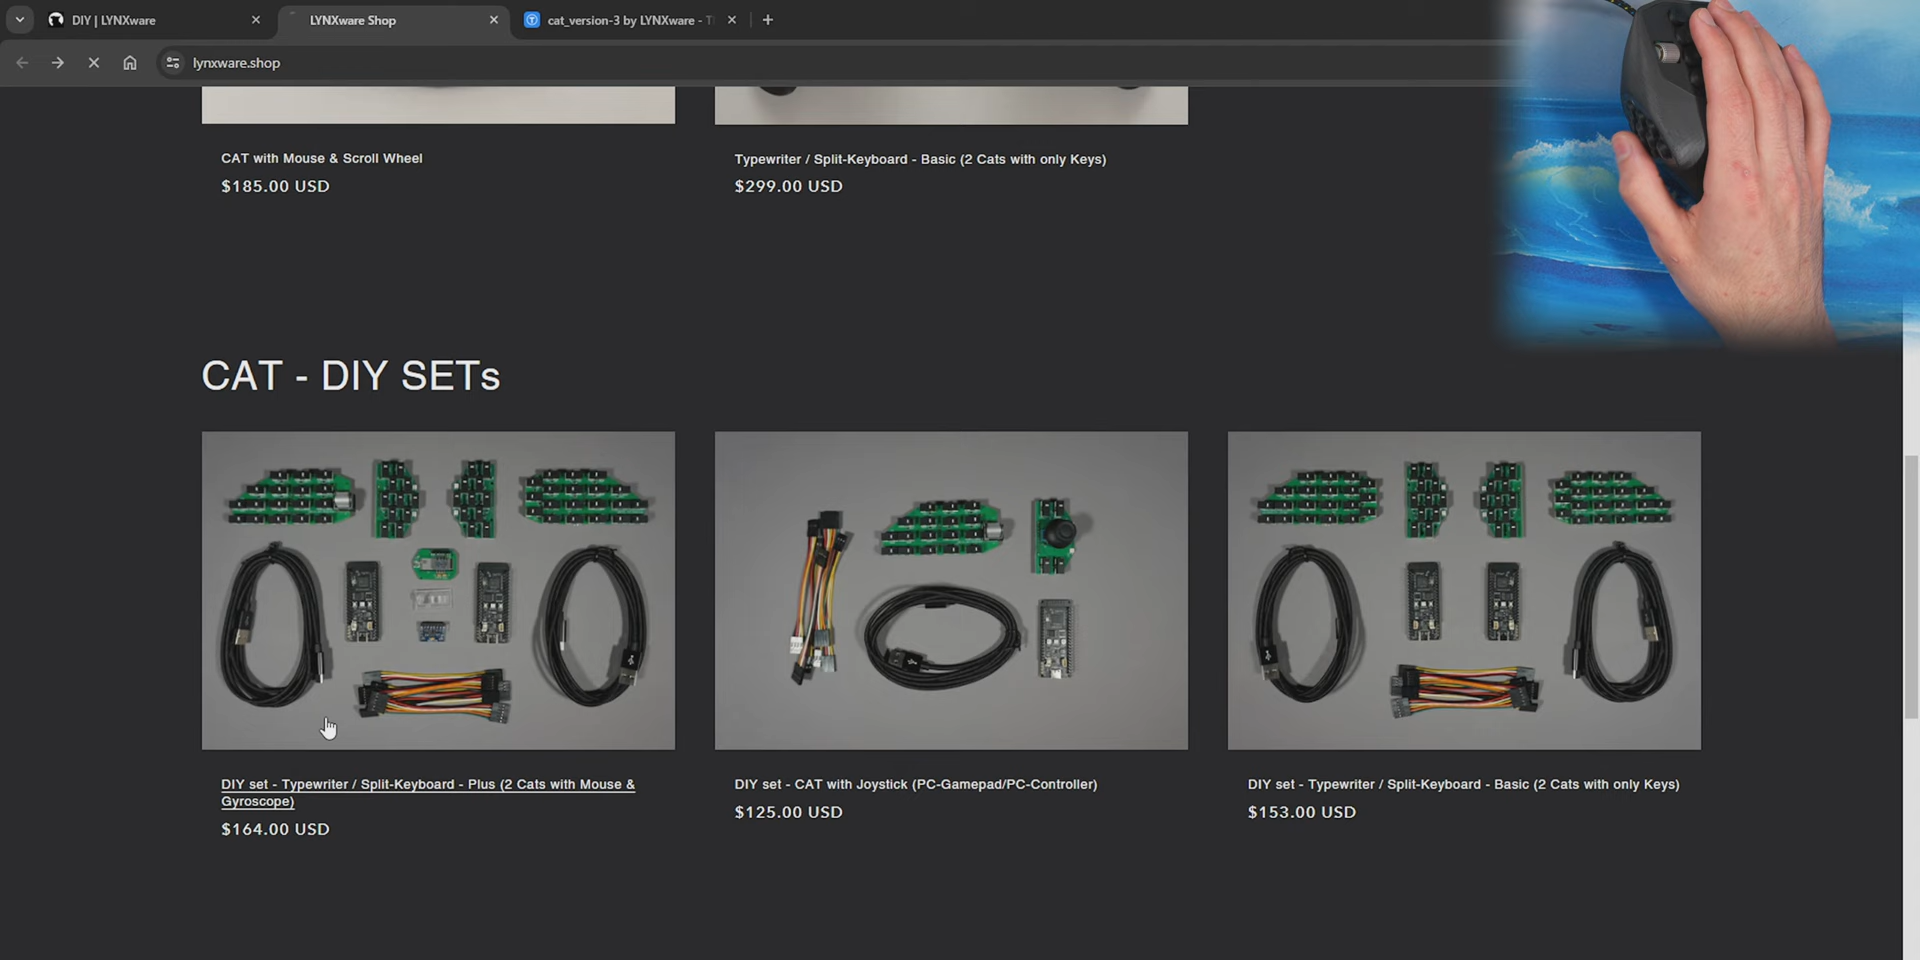 DIY | LYNXware
LYNXware Shop
cat_version-3 by LYNXware - T
lynxware.shop
CAT with Mouse & Scroll Wheel
$185.00 USD
Typewriter / Split-Keyboard - Basic (2 Cats with only Keys)
$299.00 USD
CAT - DIY SETs
DIY set - Typewriter / Split-Keyboard - Plus (2 Cats with Mouse &
Gyroscope)
$164.00 USD
DIY set - CAT with Joystick (PC-Gamepad/PC-Controller)
$125.00 USD
DIY set - Typewriter / Split-Keyboard - Basic (2 Cats with only Keys)
$153.00 USD